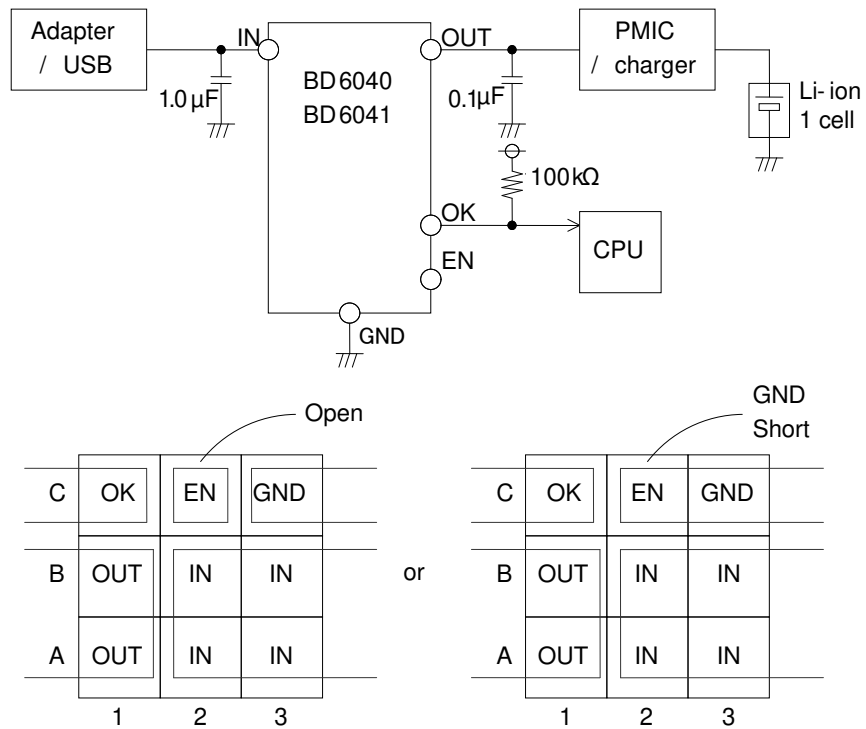 Adapter
/ USB
IN
OUT
PMIC
/ charger
BD6040
BD6041
1.0µF
0.1µF
Li-ion
1 cell
100kΩ
OK
CPU
EN
GND
Open
GND
Short
C OK EN GND
B OUT IN IN
A OUT IN IN
1 2 3
or
C OK EN GND
B OUT IN IN
A OUT IN IN
1 2 3